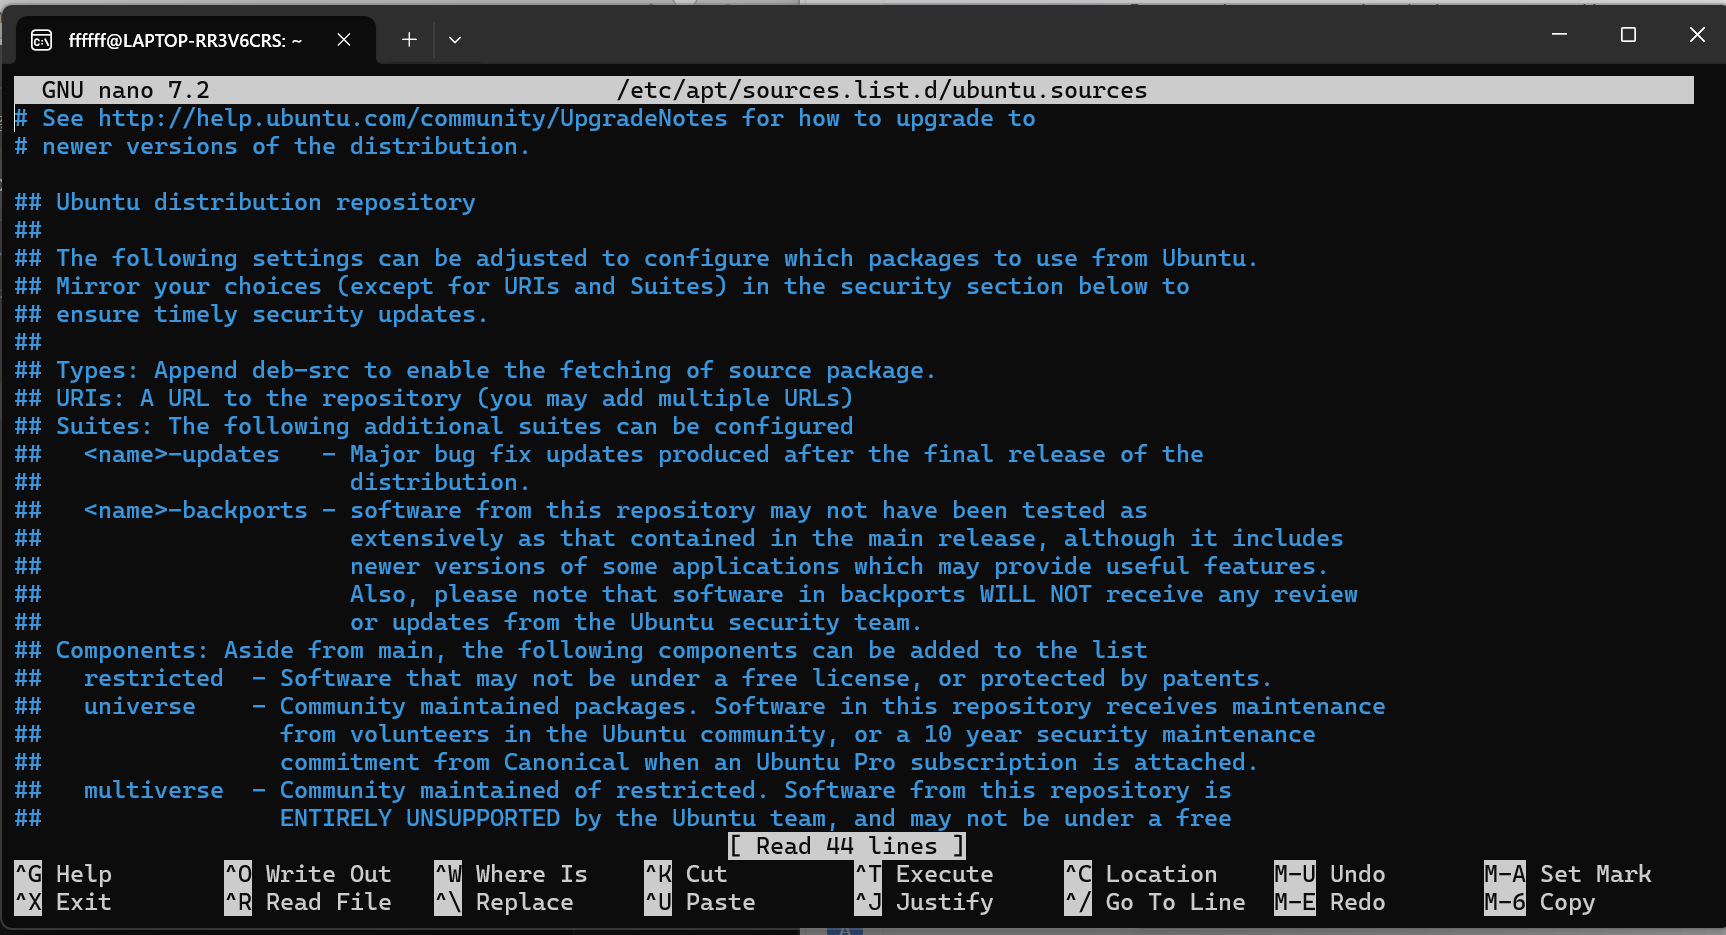 ffffff@LAPTOP-RR3V6CRS: ~
GNU nano 7.2 /etc/apt/sources.list.d/ubuntu.sources
# See http://help.ubuntu.com/community/UpgradeNotes for how to upgrade to
# newer versions of the distribution.
## Ubuntu distribution repository
##
## The following settings can be adjusted to configure which packages to use from Ubuntu.
## Mirror your choices (except for URIs and Suites) in the security section below to
## ensure timely security updates.
##
## Types: Append deb-src to enable the fetching of source package.
## URIs: A URL to the repository (you may add multiple URLs)
## Suites: The following additional suites can be configured
##   <name>-updates   - Major bug fix updates produced after the final release of the
##                      distribution.
##   <name>-backports - software from this repository may not have been tested as
##                      extensively as that contained in the main release, although it includes
##                      newer versions of some applications which may provide useful features.
##                      Also, please note that software in backports WILL NOT receive any review
##                      or updates from the Ubuntu security team.
## Components: Aside from main, the following components can be added to the list
##   restricted  - Software that may not be under a free license, or protected by patents.
##   universe    - Community maintained packages. Software in this repository receives maintenance
##                 from volunteers in the Ubuntu community, or a 10 year security maintenance
##                 commitment from Canonical when an Ubuntu Pro subscription is attached.
##   multiverse  - Community maintained of restricted. Software from this repository is
##                 ENTIRELY UNSUPPORTED by the Ubuntu team, and may not be under a free
[ Read 44 lines ]
^G Help ^O Write Out ^W Where Is ^K Cut ^T Execute ^C Location M-U Undo M-A Set Mark
^X Exit ^R Read File ^\ Replace ^U Paste ^J Justify ^/ Go To Line M-E Redo M-6 Copy